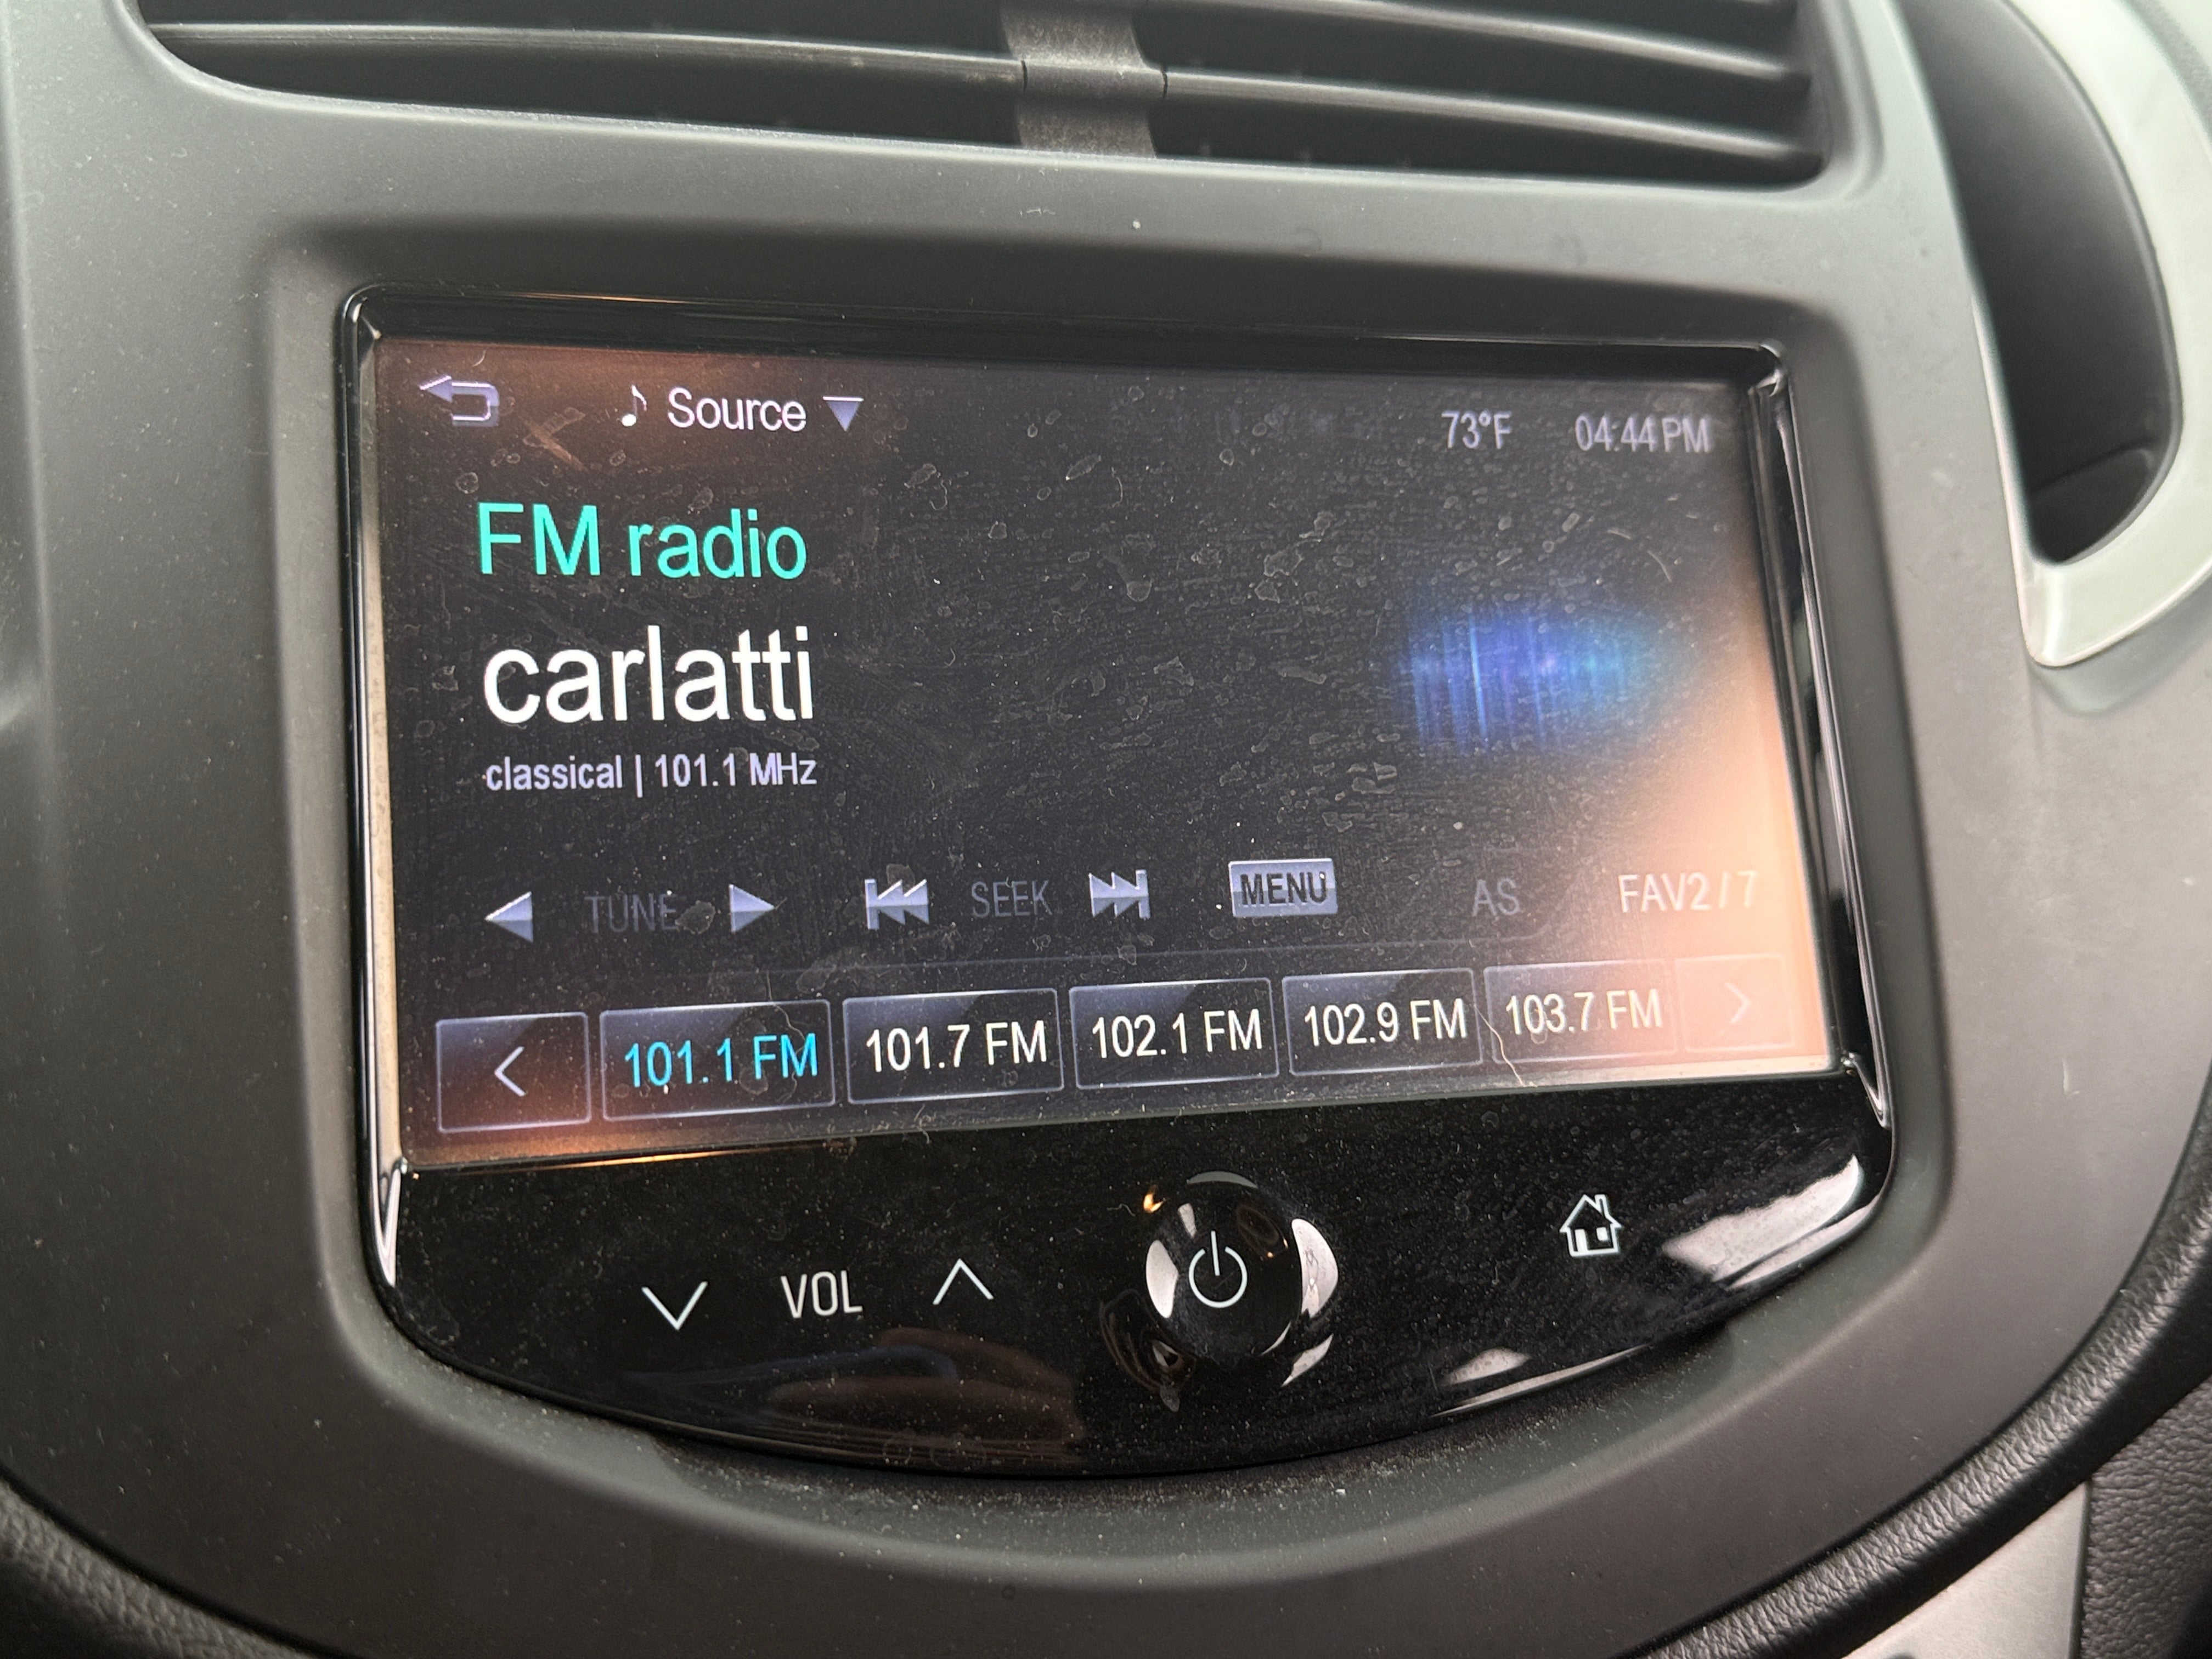 Source
73°F 04:44 PM
FM radio
carlatti
classical | 101.1 MHz
TUNE SEEK MENU AS FAV2 / 7
101.1 FM 101.7 FM 102.1 FM 102.9 FM 103.7 FM
VOL